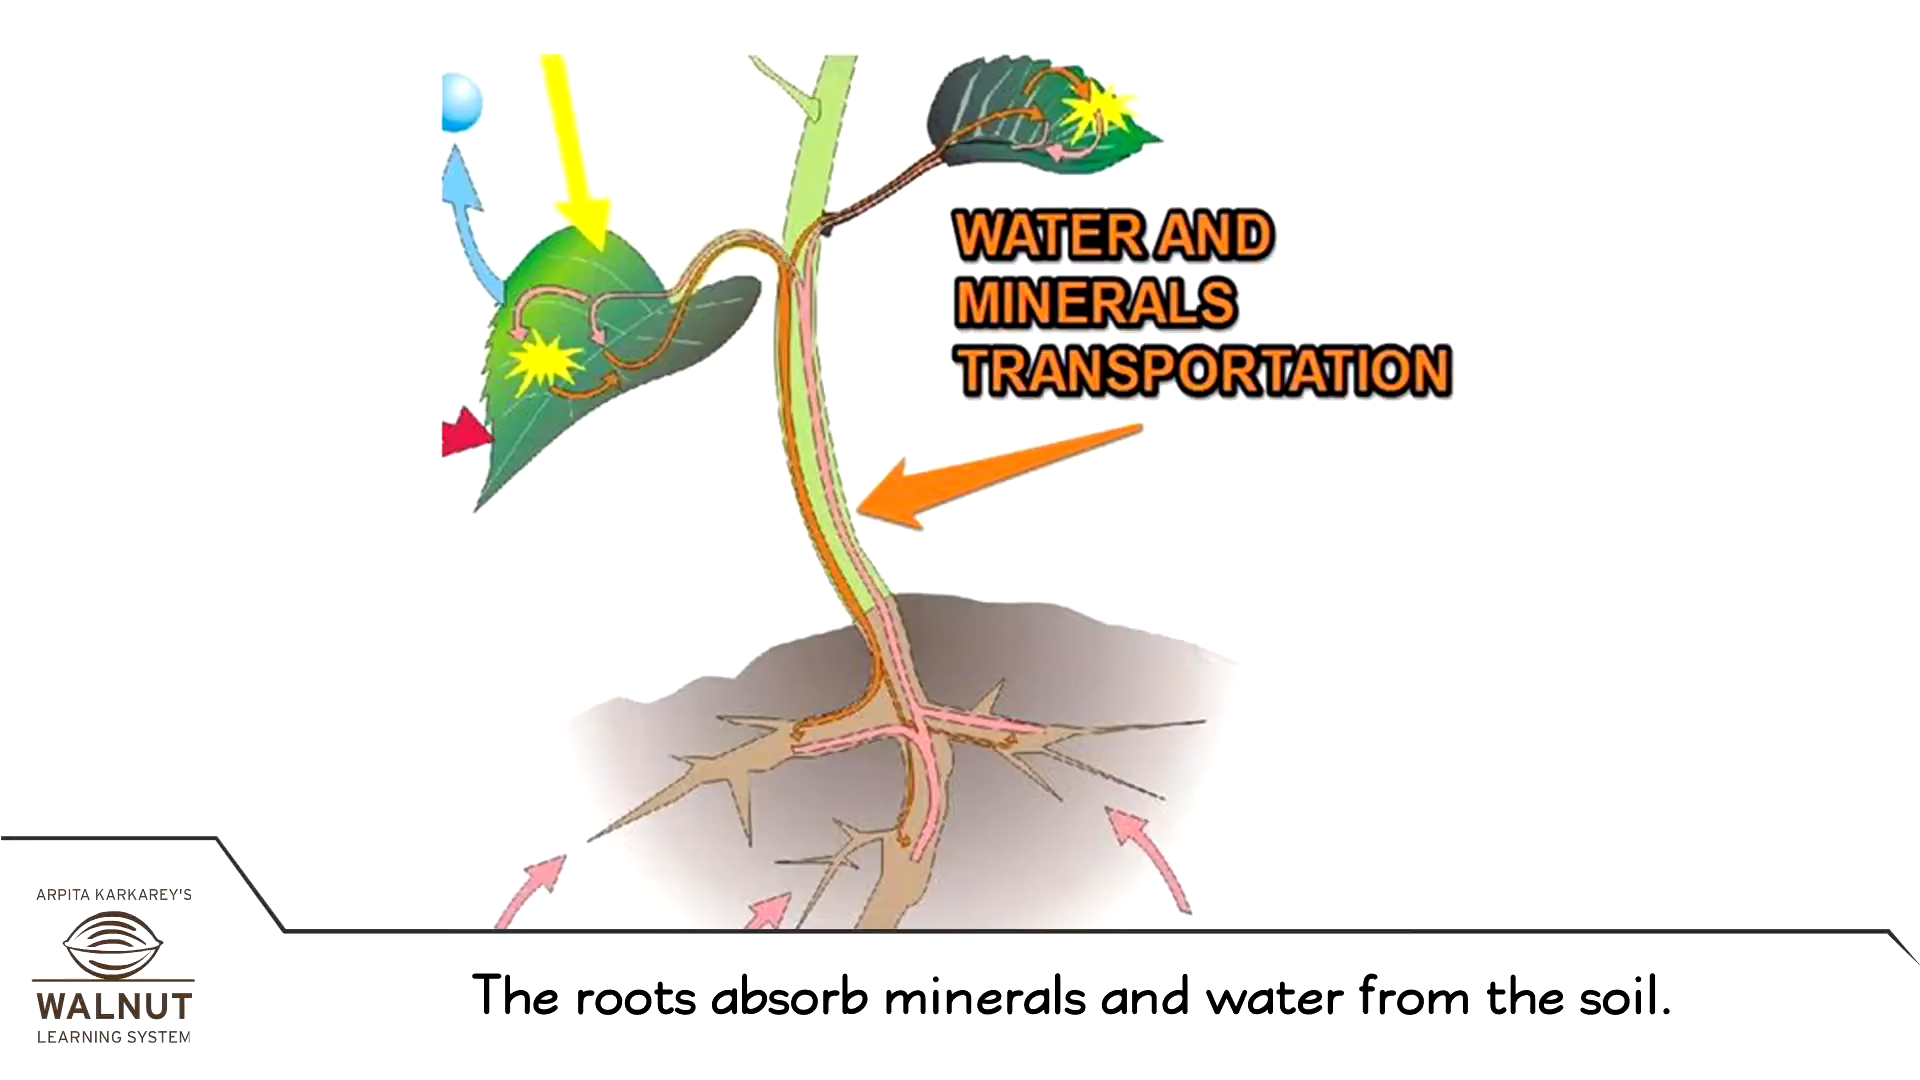 WATER AND
MINERALS
TRANSPORTATION
ARPITA KARKAREY'S
WALNUT
LEARNING SYSTEM
The roots absorb minerals and water from the soil.